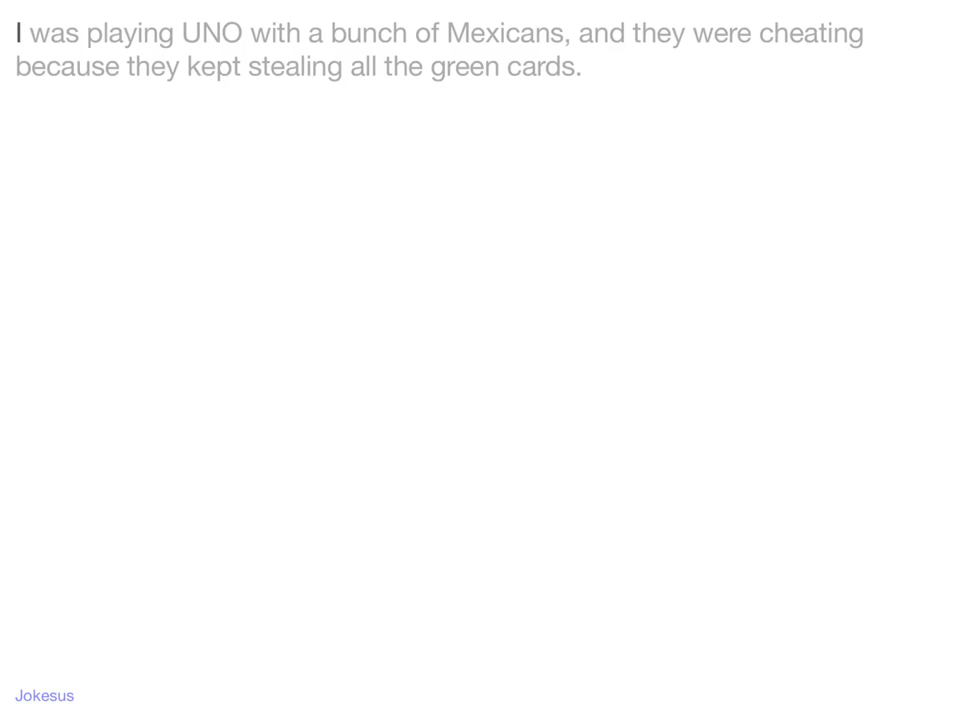 I was playing UNO with a bunch of Mexicans, and they were cheating
because they kept stealing all the green cards.
Jokesus